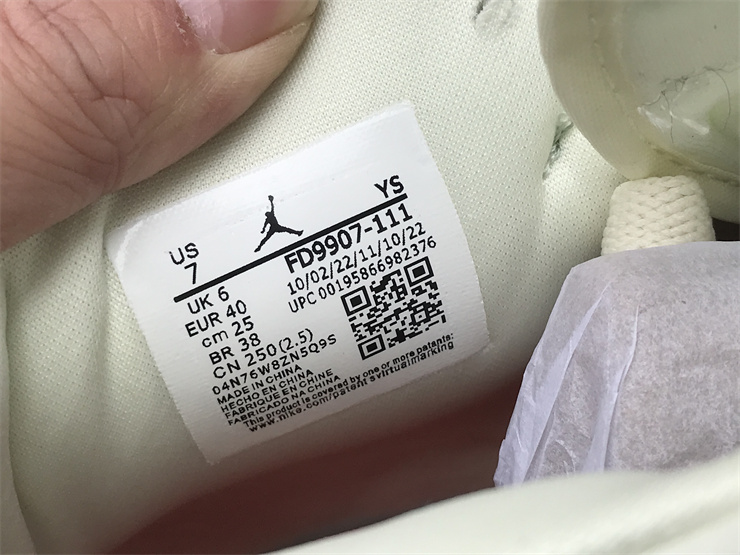 US
7
YS
FD9907-111
10/02/22/11/10/22
UPC 00195866982376
UK 6
EUR 40
cm 25
BR 38
CN 250(2.5)
04N76W8ZN5Q9S
MADE IN CHINA
HECHO EN CHINA
FABRIQUE EN CHINE
FABRICADO NA CHINA
This product is covered by one or more patents:
www.nike.com/patent svirtualmarking